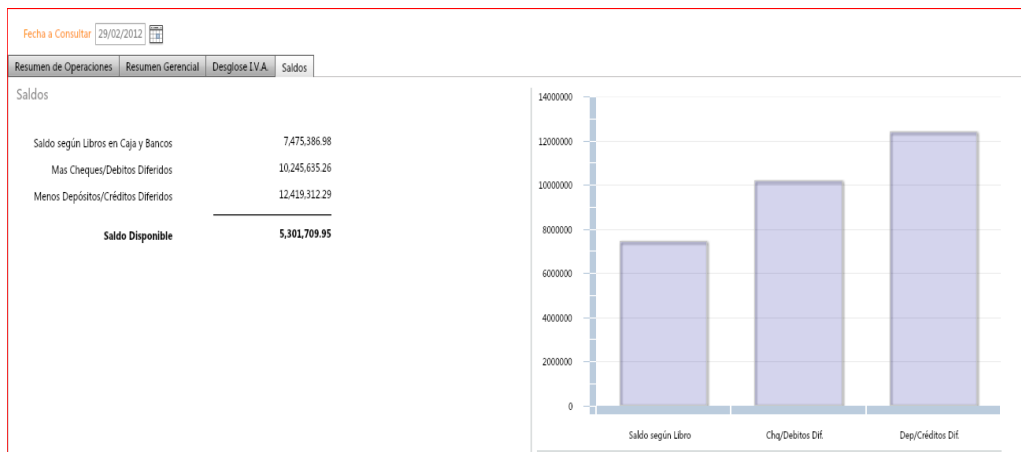 Fecha a Consultar 29/02/2012
Resumen de Operaciones Resumen Gerencial Desglose I.V.A. Saldos
Saldos
Saldo según Libros en Caja y Bancos 7,475,386.98
Mas Cheques/Debitos Diferidos 10,245,635.26
Menos Depósitos/Créditos Diferidos 12,419,312.29
Saldo Disponible 5,301,709.95
14000000
12000000
10000000
8000000
6000000
4000000
2000000
0
Saldo según Libro Chq/Debitos Dif. Dep/Créditos Dif.